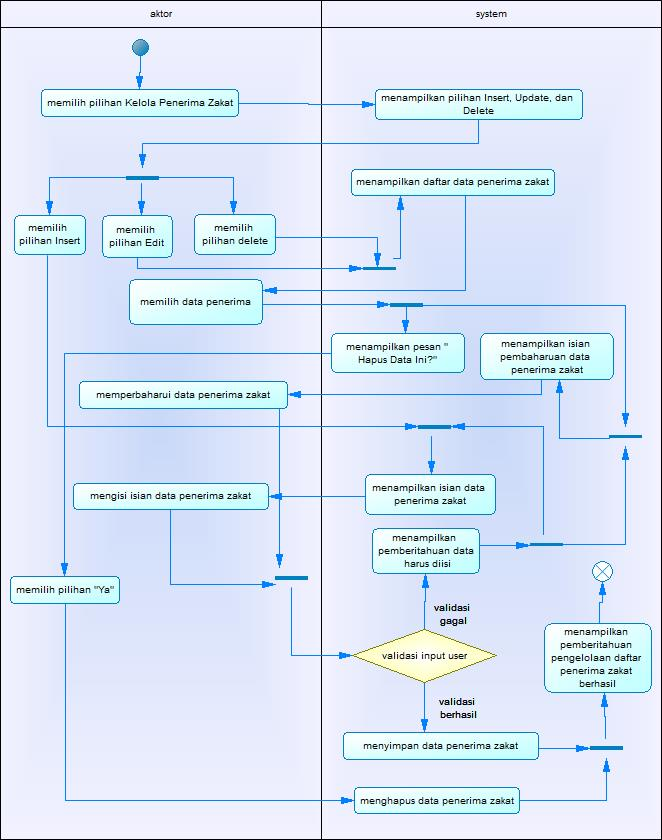 aktor
system
memilih pilihan Kelola Penerima Zakat
menampilkan pilihan Insert, Update, dan
Delete
menampilkan daftar data penerima zakat
memilih
pilihan Insert
memilih
pilihan Edit
memilih
pilihan delete
memilih data penerima
menampilkan pesan "
Hapus Data Ini?"
menampilkan isian
pembaharuan data
penerima zakat
memperbaharui data penerima zakat
menampilkan isian data
penerima zakat
mengisi isian data penerima zakat
menampilkan
pemberitahuan data
harus diisi
memilih pilihan "Ya"
validasi
gagal
validasi input user
menampilkan
pemberitahuan
pengelolaan daftar
penerima zakat
berhasil
validasi
berhasil
menyimpan data penerima zakat
menghapus data penerima zakat